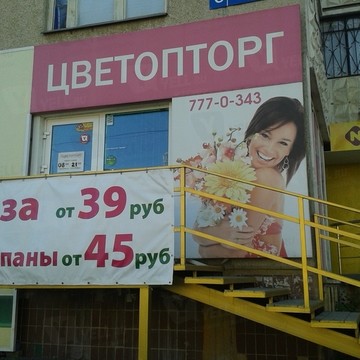 ЦВЕТОПТОРГ
777-0-343
за от 39 руб
паны от 45 руб